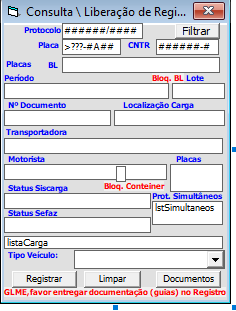 Consulta \ Liberação de Regi...
Protocolo ######/#### Filtrar
Placa >???-#A## CNTR ######-#
Placas BL
Período Bloq. BL Lote
Nº Documento Localização Carga
Transportadora
Motorista Placas
Bloq. Conteiner
Status Siscarga Prot. Simultâneos
lstSimultaneos
Status Sefaz
listaCarga
Tipo Veículo:
Registrar Limpar Documentos
GLME,favor entregar documentação (guias) no Registro